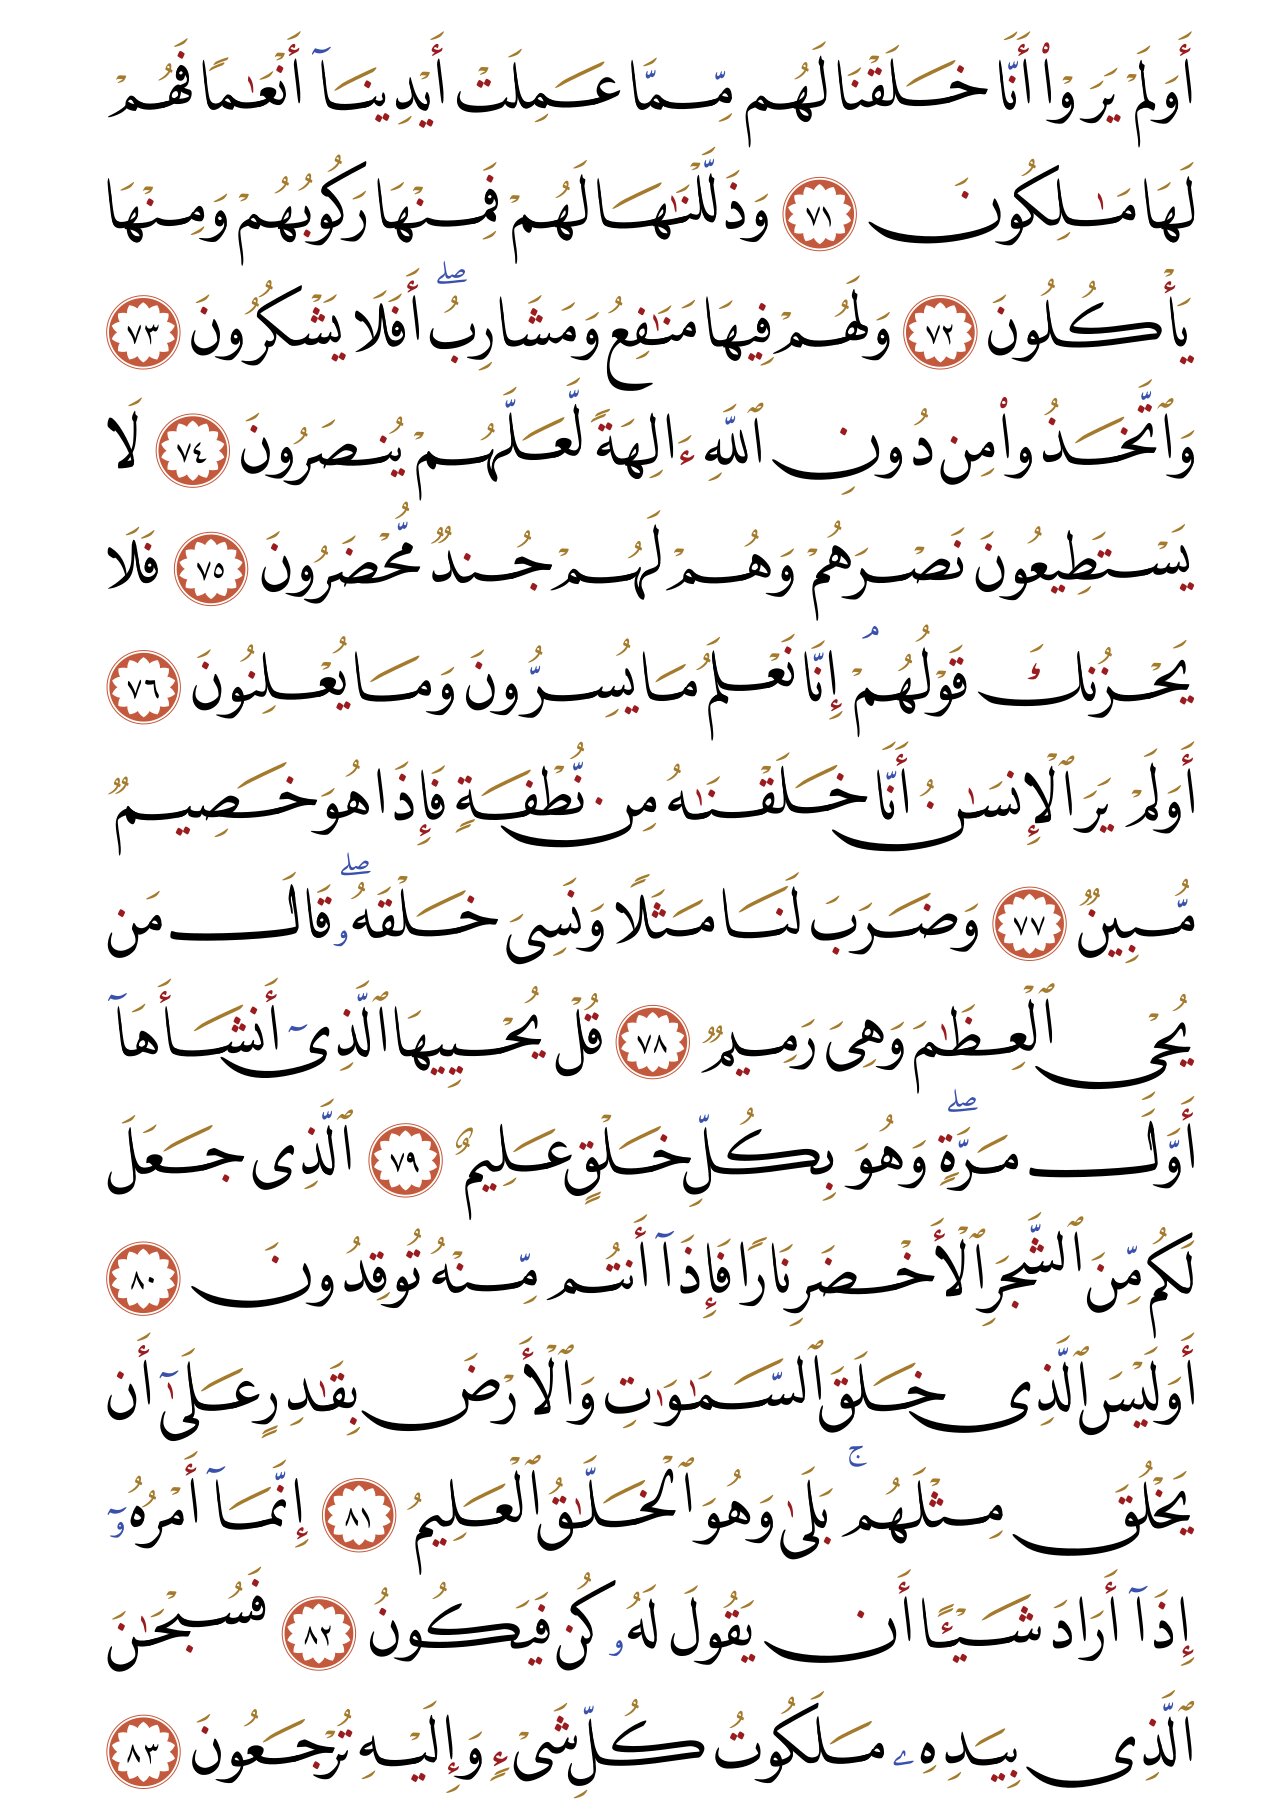 أَوَلَمْ يَرَوْا۟ أَنَّا خَلَقْنَا لَهُم مِّمَّا عَمِلَتْ أَيْدِينَآ أَنْعَٰمًا فَهُمْ
لَهَا مَٰلِكُونَ ٧١ وَذَلَّلْنَٰهَا لَهُمْ فَمِنْهَا رَكُوبُهُمْ وَمِنْهَا
يَأْكُلُونَ ٧٢ وَلَهُمْ فِيهَا مَنَٰفِعُ وَمَشَارِبُ ۖ أَفَلَا يَشْكُرُونَ ٧٣
وَٱتَّخَذُوا۟ مِن دُونِ ٱللَّهِ ءَالِهَةً لَّعَلَّهُمْ يُنصَرُونَ ٧٤ لَا
يَسْتَطِيعُونَ نَصْرَهُمْ وَهُمْ لَهُمْ جُندٌ مُّحْضَرُونَ ٧٥ فَلَا
يَحْزُنكَ قَوْلُهُمْ ۘ إِنَّا نَعْلَمُ مَا يُسِرُّونَ وَمَا يُعْلِنُونَ ٧٦
أَوَلَمْ يَرَ ٱلْإِنسَٰنُ أَنَّا خَلَقْنَٰهُ مِن نُّطْفَةٍ فَإِذَا هُوَ خَصِيمٌ
مُّبِينٌ ٧٧ وَضَرَبَ لَنَا مَثَلًا وَنَسِىَ خَلْقَهُۥ ۖ قَالَ مَن
يُحْىِ ٱلْعِظَٰمَ وَهِىَ رَمِيمٌ ٧٨ قُلْ يُحْيِيهَا ٱلَّذِىٓ أَنشَأَهَآ
أَوَّلَ مَرَّةٍ ۖ وَهُوَ بِكُلِّ خَلْقٍ عَلِيمٌ ٧٩ ٱلَّذِى جَعَلَ
لَكُم مِّنَ ٱلشَّجَرِ ٱلْأَخْضَرِ نَارًا فَإِذَآ أَنتُم مِّنْهُ تُوقِدُونَ ٨٠
أَوَلَيْسَ ٱلَّذِى خَلَقَ ٱلسَّمَٰوَٰتِ وَٱلْأَرْضَ بِقَٰدِرٍ عَلَىٰٓ أَن
يَخْلُقَ مِثْلَهُم ۚ بَلَىٰ وَهُوَ ٱلْخَلَّٰقُ ٱلْعَلِيمُ ٨١ إِنَّمَآ أَمْرُهُۥٓ
إِذَآ أَرَادَ شَيْـًٔا أَن يَقُولَ لَهُۥ كُن فَيَكُونُ ٨٢ فَسُبْحَٰنَ
ٱلَّذِى بِيَدِهِۦ مَلَكُوتُ كُلِّ شَىْءٍ وَإِلَيْهِ تُرْجَعُونَ ٨٣